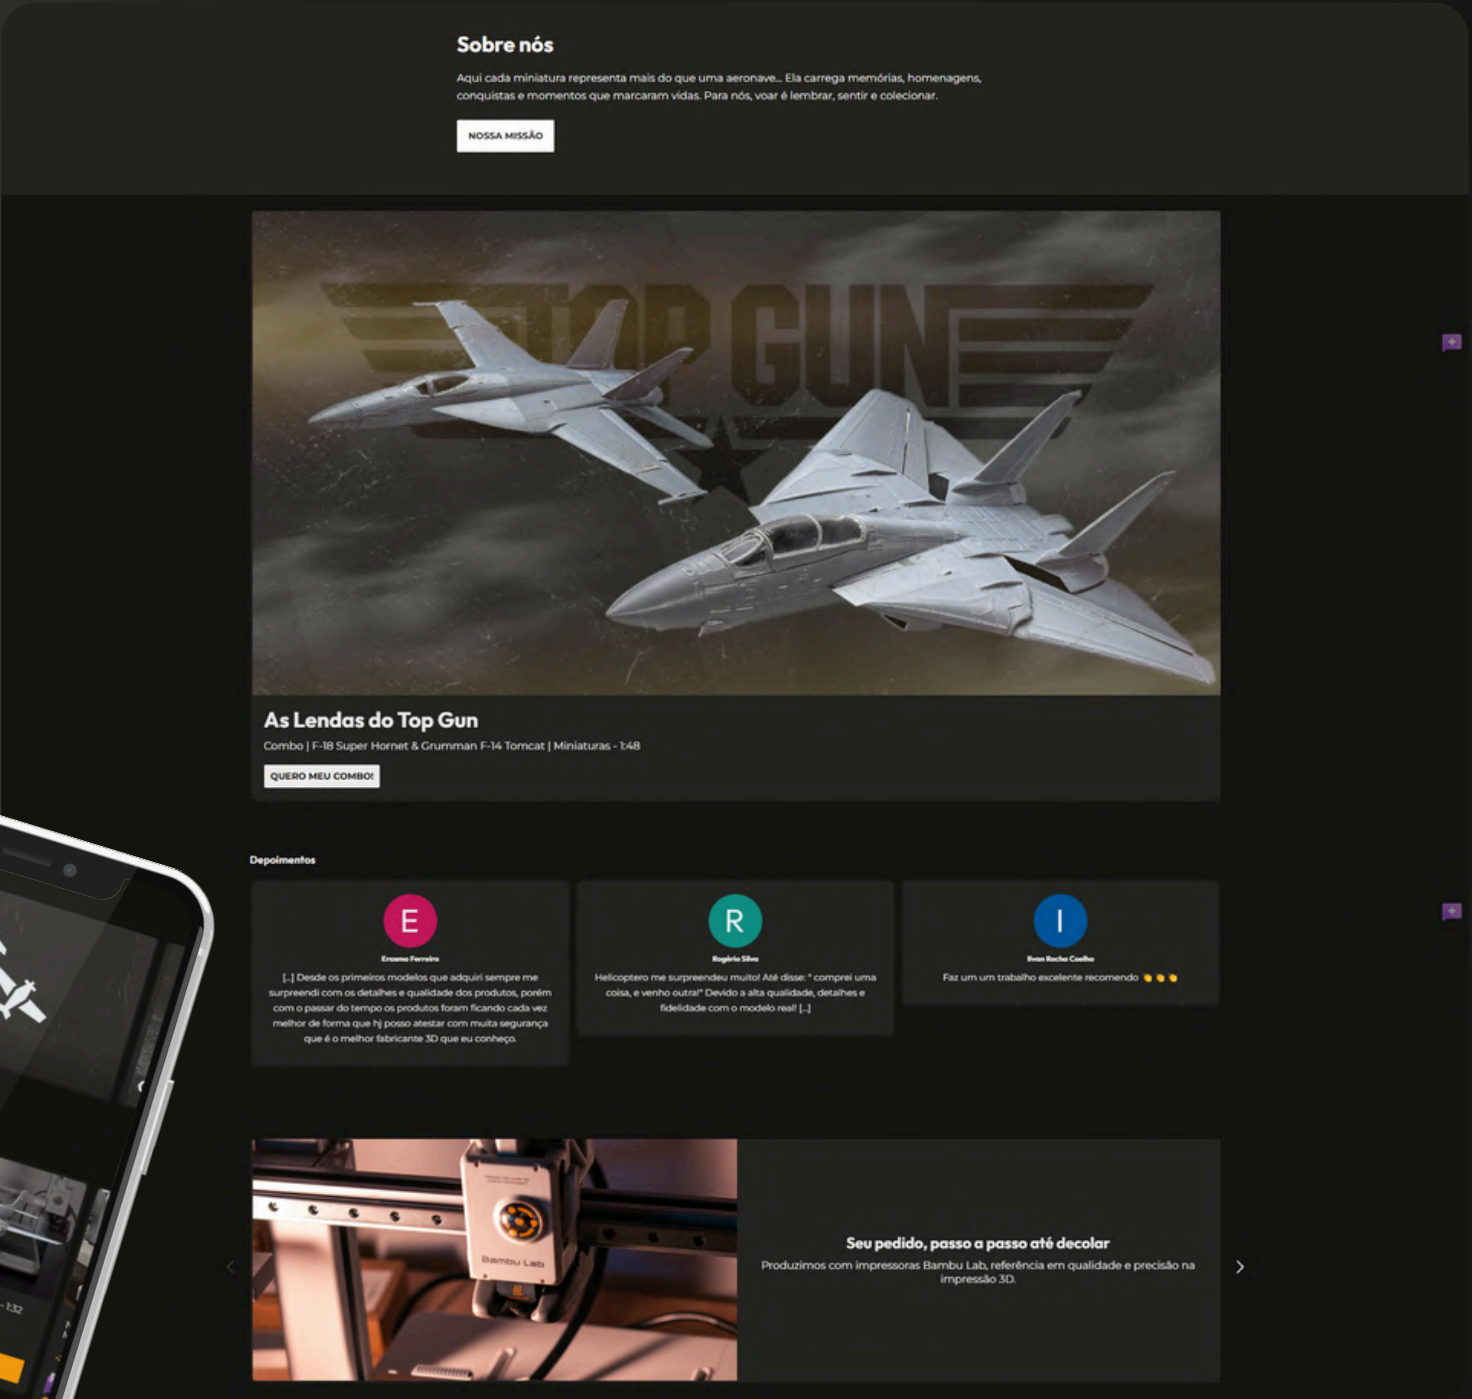 Sobre nós
Aqui cada miniatura representa mais do que uma aeronave... Ela carrega memórias, homenagens,
conquistas e momentos que marcaram vidas. Para nós, voar é lembrar, sentir e colecionar.
NOSSA MISSÃO
TOP GUN
As Lendas do Top Gun
Combo | F-18 Super Hornet & Grumman F-14 Tomcat | Miniaturas - 1:48
QUERO MEU COMBO!
Depoimentos
E
Erasmo Ferreira
[...] Desde os primeiros modelos que adquiri sempre me
surpreendi com os detalhes e qualidade dos produtos, porém
com o passar do tempo os produtos foram ficando cada vez
melhor de forma que hj posso atestar com muita segurança
que é o melhor fabricante 3D que eu conheço.
R
Rogério Silva
Helicoptero me surpreendeu muito! Até disse: " comprei uma
coisa, e venho outra!" Devido a alta qualidade, detalhes e
fidelidade com o modelo real! [...]
I
Ilvan Rocha Coelho
Faz um um trabalho excelente recomendo 👏👏👏
Bambu Lab
Seu pedido, passo a passo até decolar
Produzimos com impressoras Bambu Lab, referência em qualidade e precisão na
impressão 3D.
- 1:32